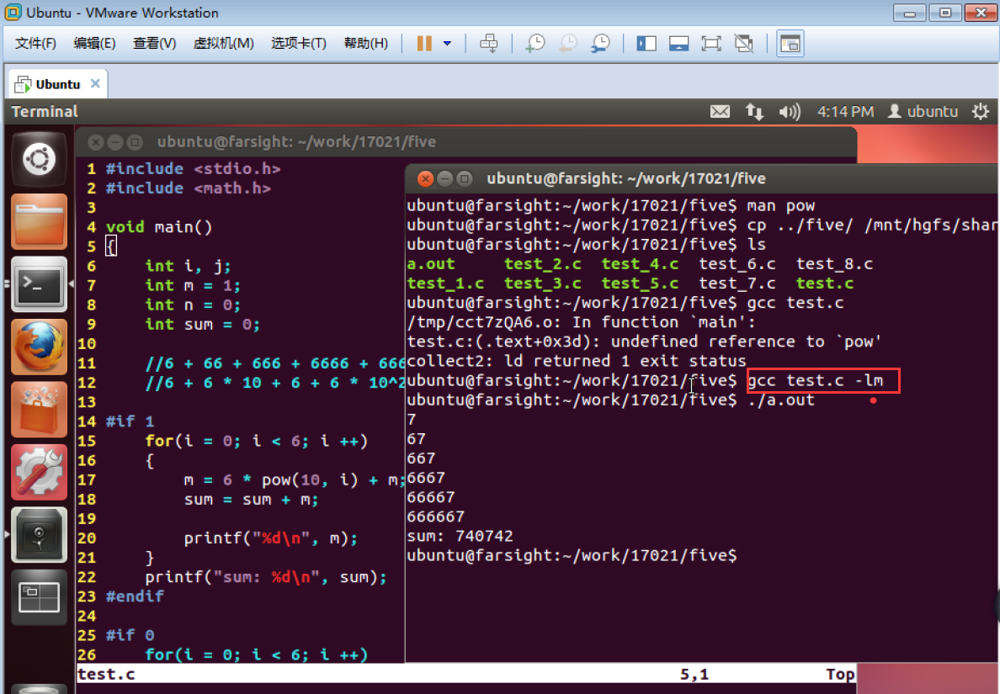 Ubuntu - VMware Workstation
文件(F) 编辑(E) 查看(V) 虚拟机(M) 选项卡(T) 帮助(H)
Ubuntu
Terminal 4:14 PM ubuntu
ubuntu@farsight: ~/work/17021/five
1 #include <stdio.h>
2 #include <math.h>
3
4 void main()
5 {
6 int i, j;
7 int m = 1;
8 int n = 0;
9 int sum = 0;
10
11 //6 + 66 + 666 + 6666 + 666
12 //6 + 6 * 10 + 6 + 6 * 10^2
13
14 #if 1
15 for(i = 0; i < 6; i ++)
16 {
17 m = 6 * pow(10, i) + m;
18 sum = sum + m;
19
20 printf("%d\n", m);
21 }
22 printf("sum: %d\n", sum);
23 #endif
24
25 #if 0
26 for(i = 0; i < 6; i ++)
test.c 5,1 Top
ubuntu@farsight: ~/work/17021/five
ubuntu@farsight:~/work/17021/five$ man pow
ubuntu@farsight:~/work/17021/five$ cp ../five/ /mnt/hgfs/shar
ubuntu@farsight:~/work/17021/five$ ls
a.out test_2.c test_4.c test_6.c test_8.c
test_1.c test_3.c test_5.c test_7.c test.c
ubuntu@farsight:~/work/17021/five$ gcc test.c
/tmp/cct7zQA6.o: In function `main':
test.c:(.text+0x3d): undefined reference to `pow'
collect2: ld returned 1 exit status
ubuntu@farsight:~/work/17021/five$ gcc test.c -lm
ubuntu@farsight:~/work/17021/five$ ./a.out
7
67
667
6667
66667
666667
sum: 740742
ubuntu@farsight:~/work/17021/five$